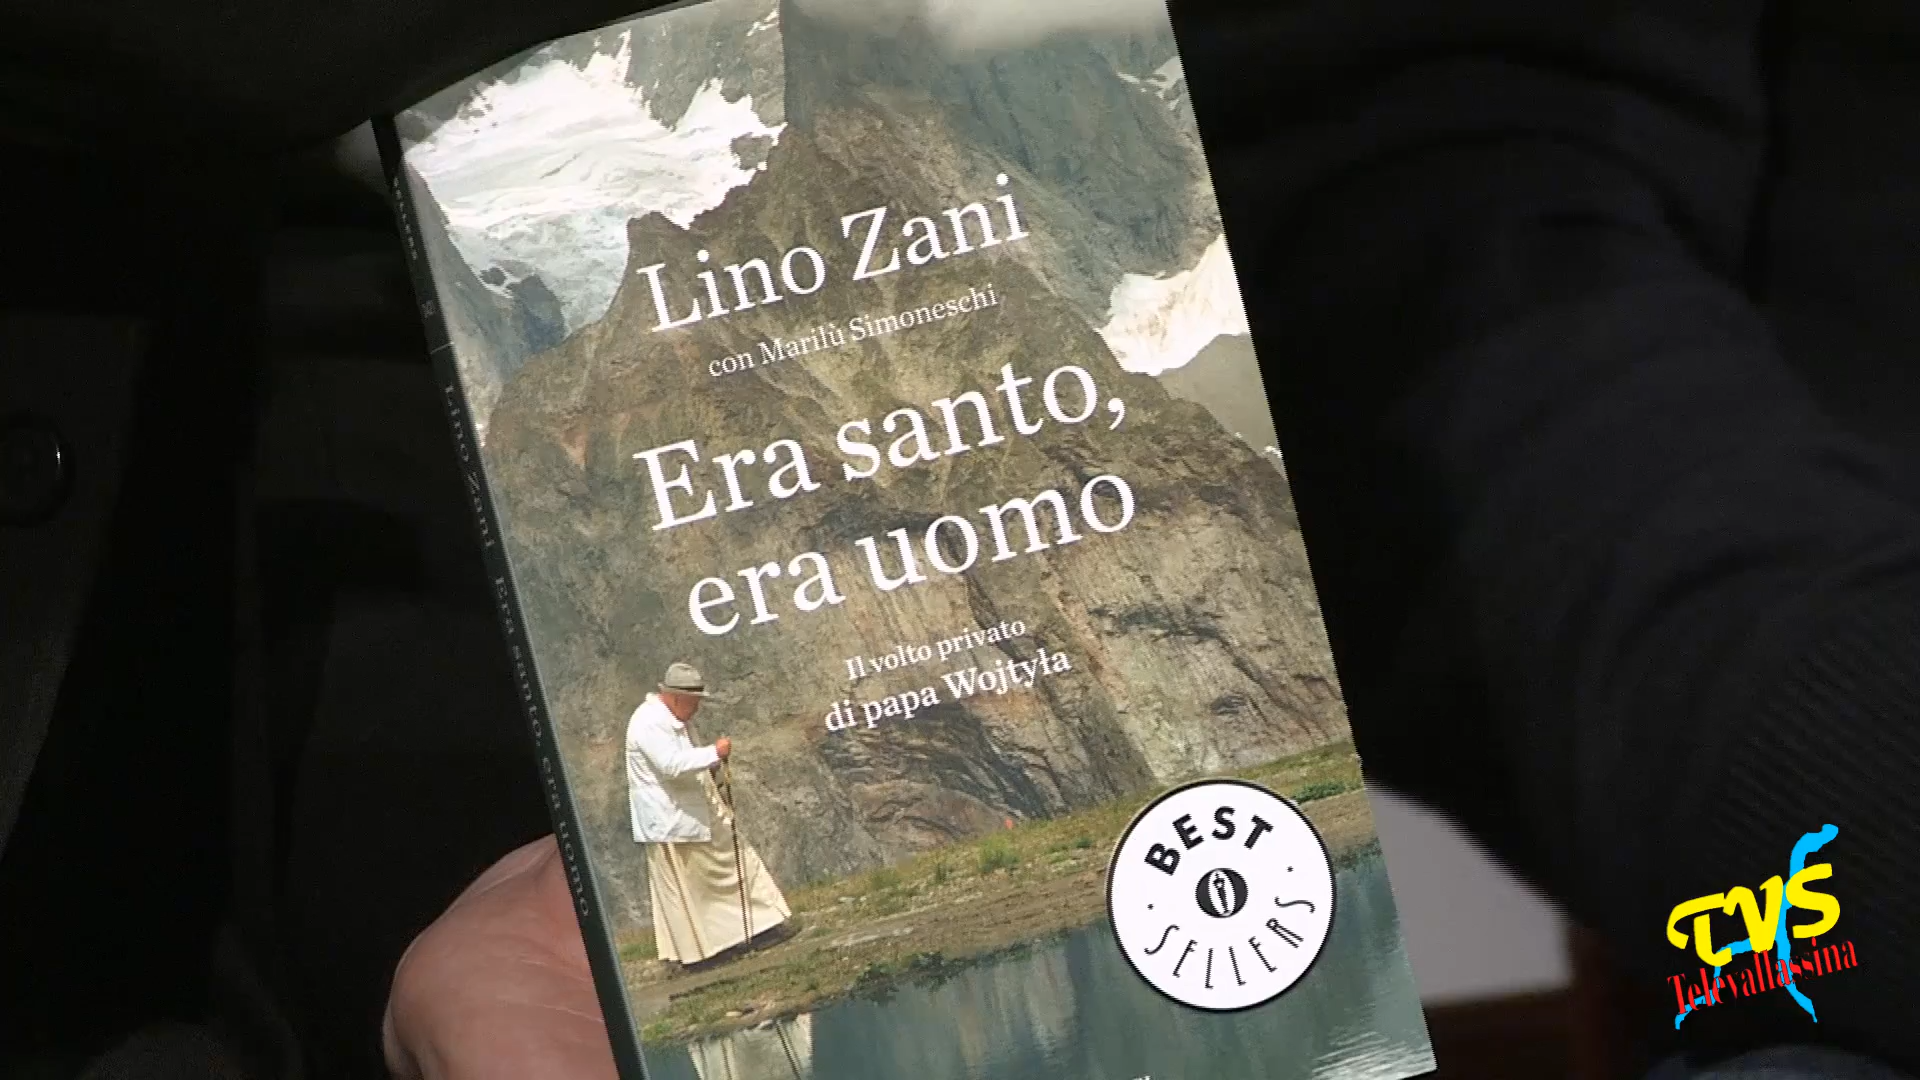 Lino Zani
con Marilù Simoneschi
Era santo,
era uomo
Il volto privato
di papa Wojtyła
BEST
SELLERS
Lino Zani Era santo, era uomo
TVS
Televallassina